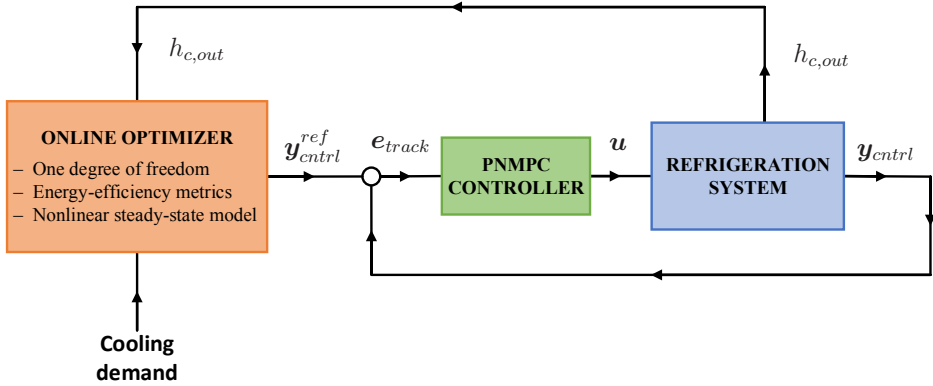 h_{c,out}
h_{c,out}
ONLINE OPTIMIZER
– One degree of freedom
– Energy-efficiency metrics
– Nonlinear steady-state model
y_{cntrl}^{ref}
e_{track}
PNMPC
CONTROLLER
u
REFRIGERATION
SYSTEM
y_{cntrl}
Cooling
demand